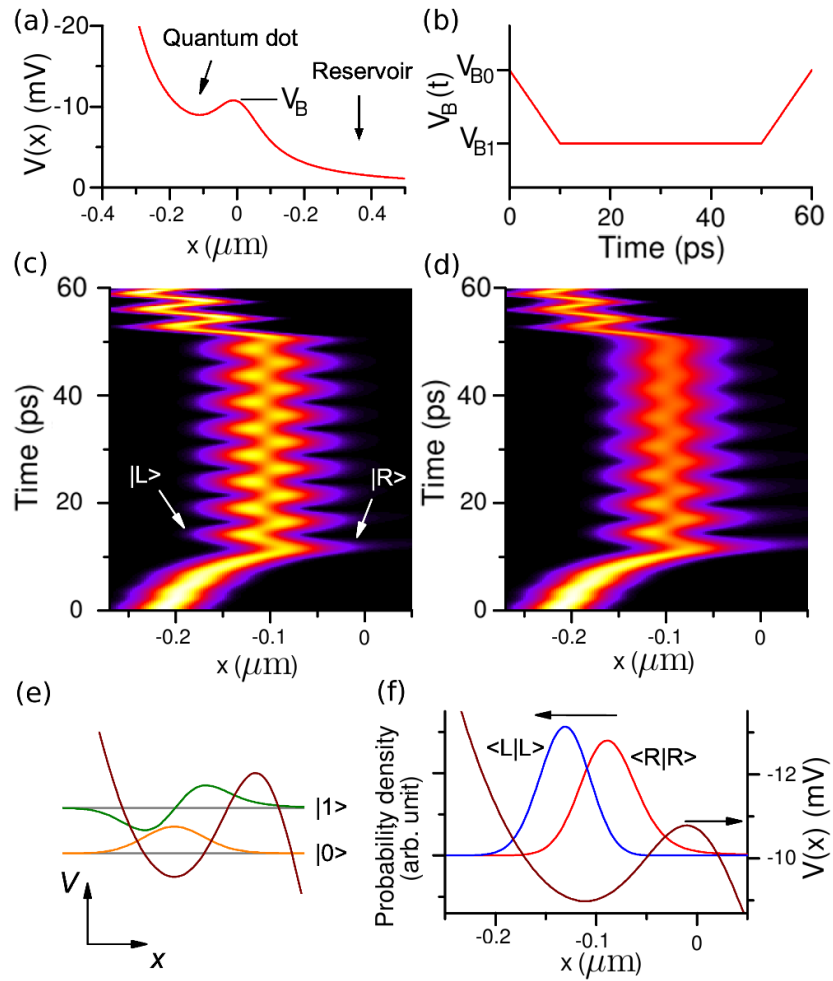 (a)
-20
-10
0
V(x) (mV)
Quantum dot
Reservoir
V_B
-0.4
-0.2
0
-0.2
0.4
x (μm)
(b)
V_B0
V_B1
V_B(t)
0
20
40
60
Time (ps)
(c)
60
40
20
0
Time (ps)
|L>
|R>
-0.2
-0.1
0
x (μm)
(d)
60
40
20
0
Time (ps)
-0.2
-0.1
0
x (μm)
(e)
|1>
|0>
V
x
(f)
Probability density
(arb. unit)
<L|L>
<R|R>
-12
-10
V(x) (mV)
-0.2
-0.1
0
x (μm)